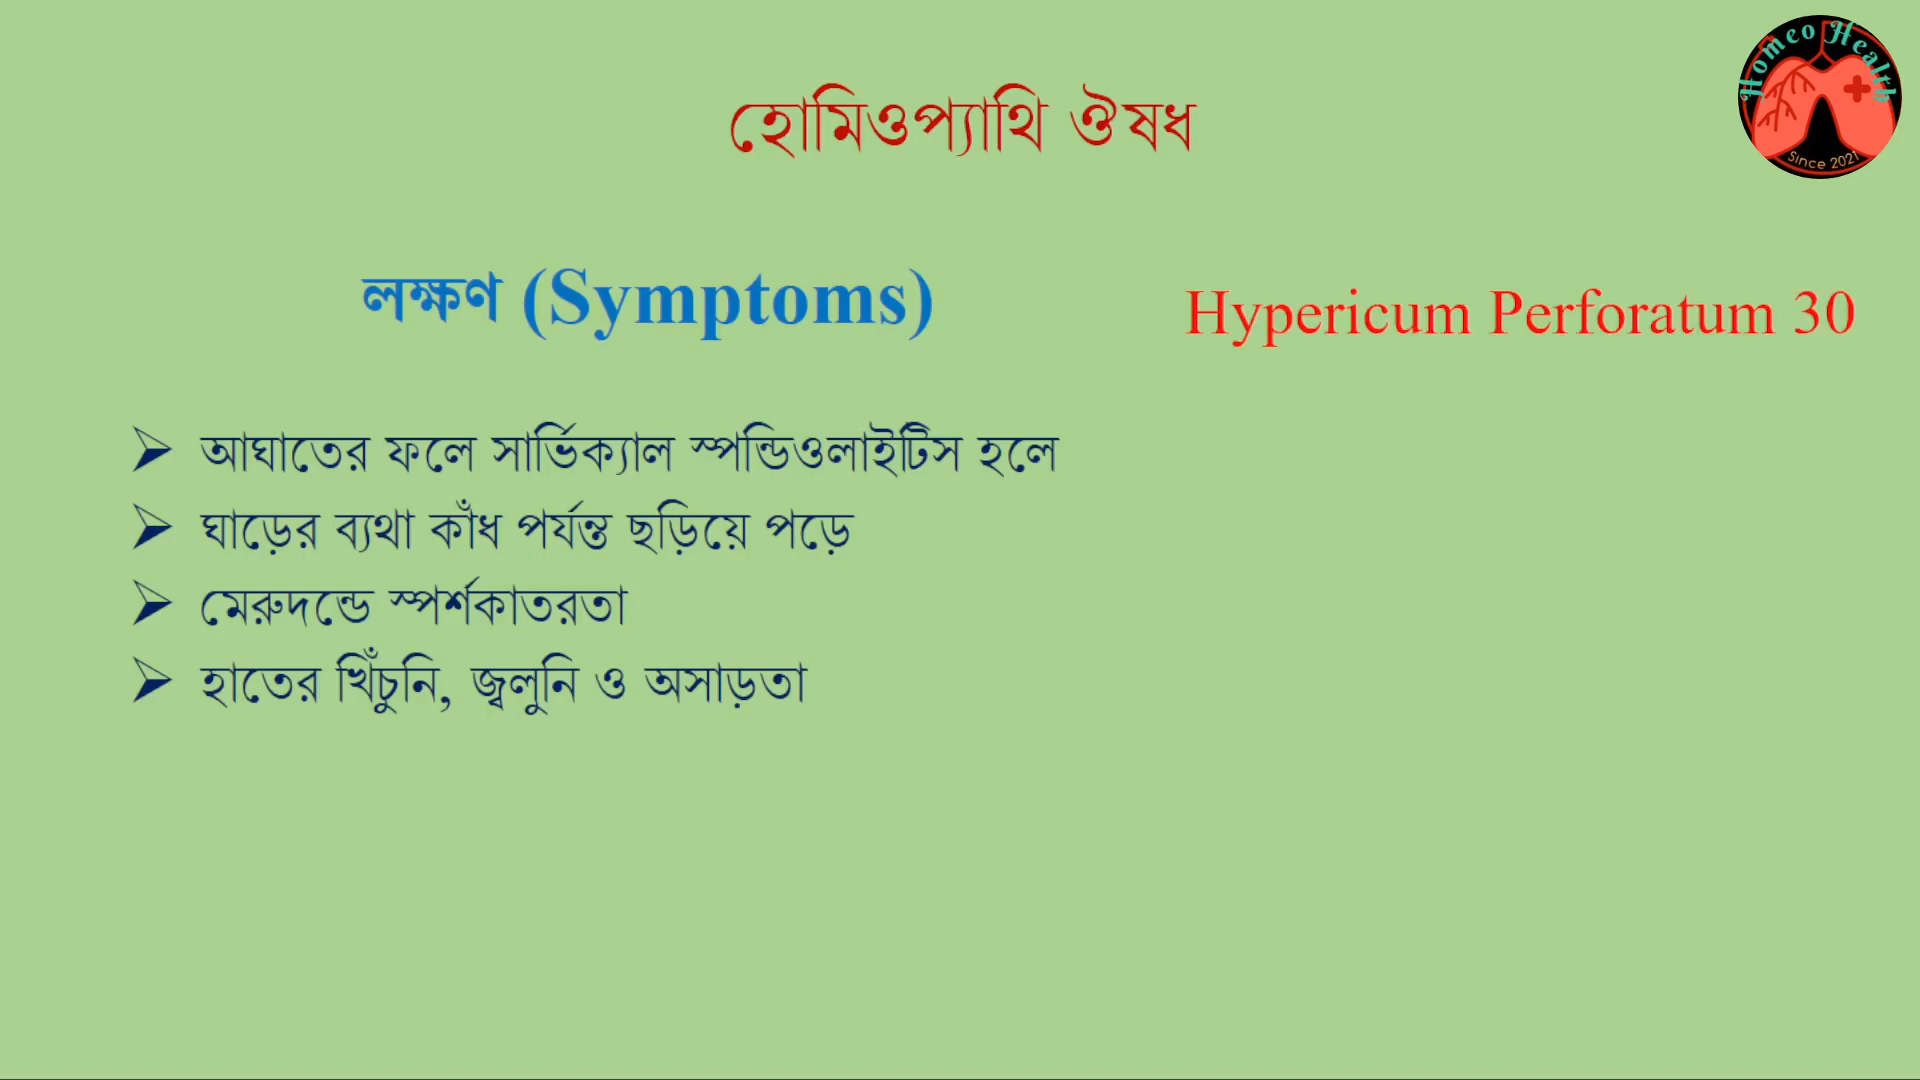 Homeo Health
Since 2021
হোমিওপ্যাথি ঔষধ
লক্ষণ (Symptoms)
Hypericum Perforatum 30
আঘাতের ফলে সার্ভিক্যাল স্পন্ডিওলাইটিস হলে
ঘাড়ের ব্যথা কাঁধ পর্যন্ত ছড়িয়ে পড়ে
মেরুদন্ডে স্পর্শকাতরতা
হাতের খিঁচুনি, জ্বলুনি ও অসাড়তা